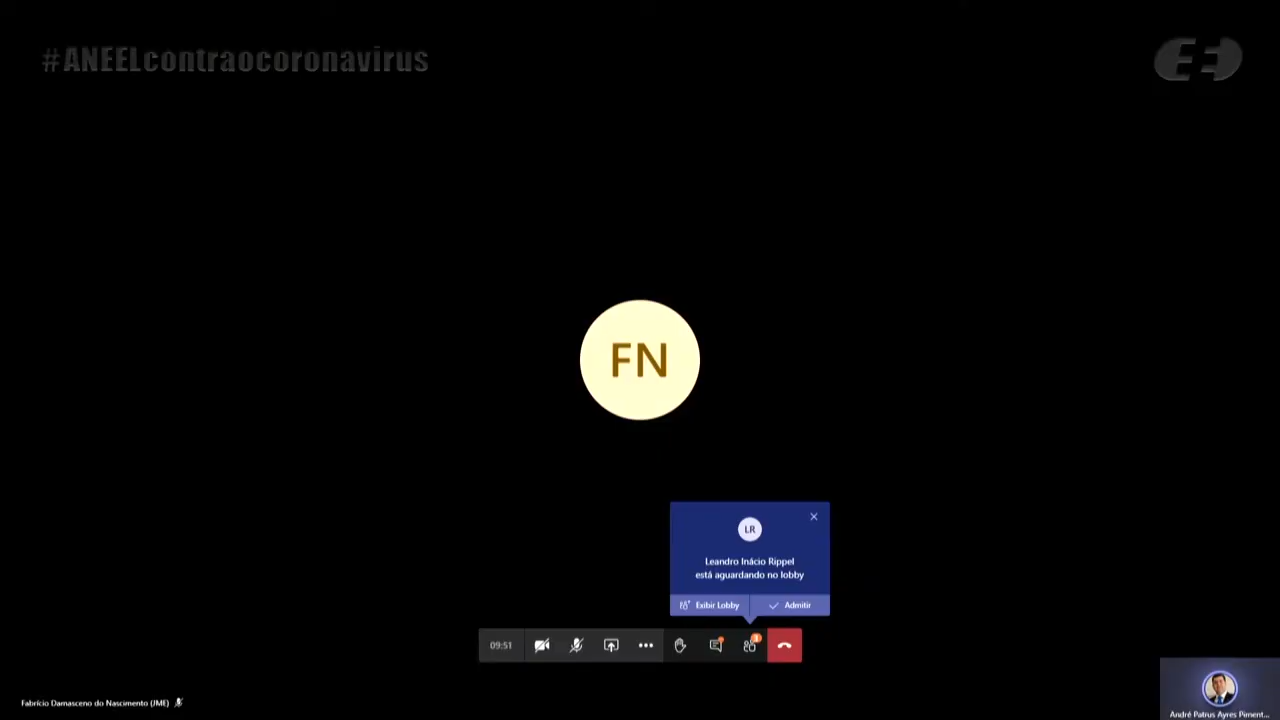 #ANEELcontraocoronavirus
FN
LR
Leandro Inácio Rippel
está aguardando no lobby
Exibir Lobby
Admitir
09:51
Fabrício Damasceno do Nascimento (JME)
André Patrus Ayres Piment...